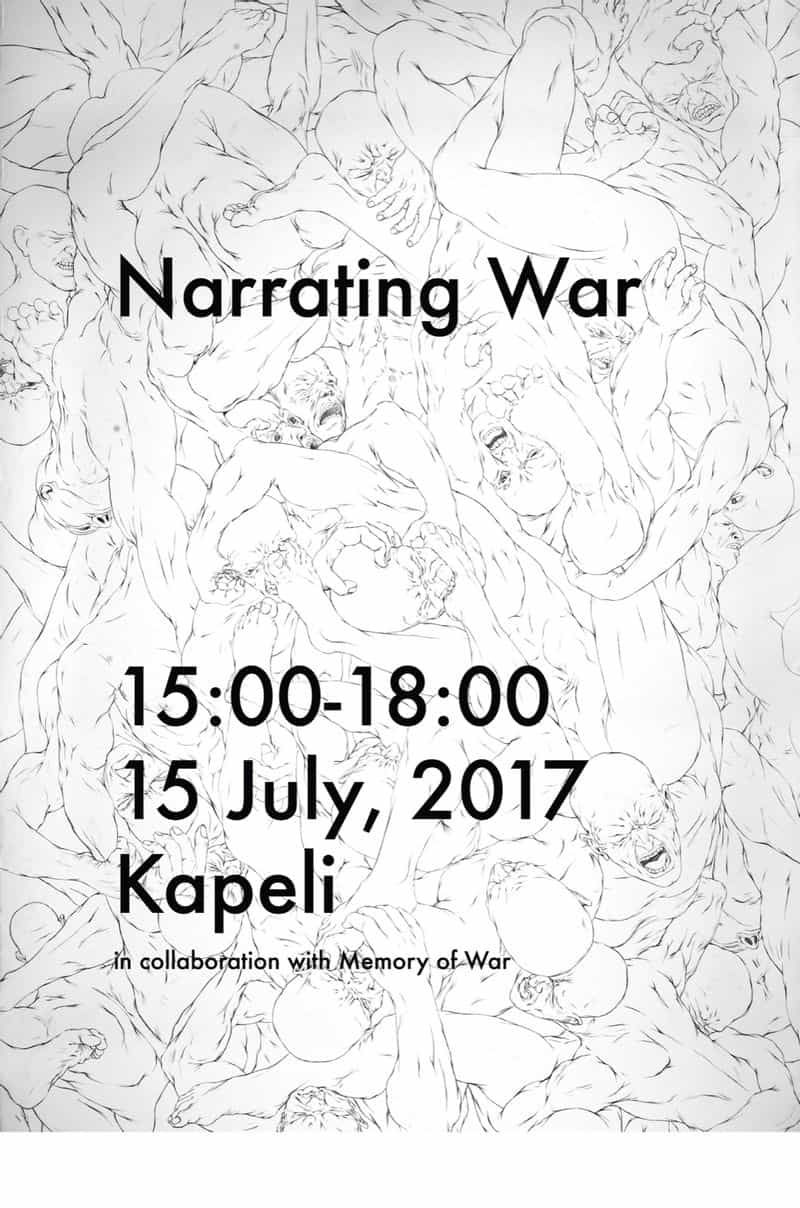 Narrating War
15:00-18:00
15 July, 2017
Kapeli
in collaboration with Memory of War